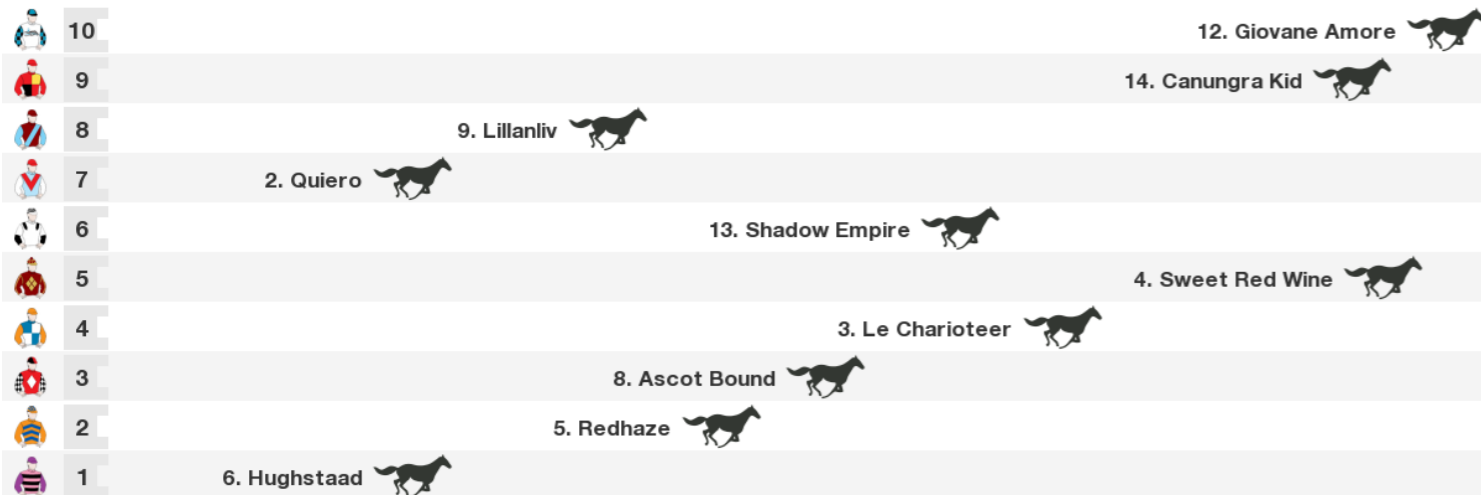 10 12. Giovane Amore
9 14. Canungra Kid
8 9. Lillanliv
7 2. Quiero
6 13. Shadow Empire
5 4. Sweet Red Wine
4 3. Le Charioteer
3 8. Ascot Bound
2 5. Redhaze
1 6. Hughstaad